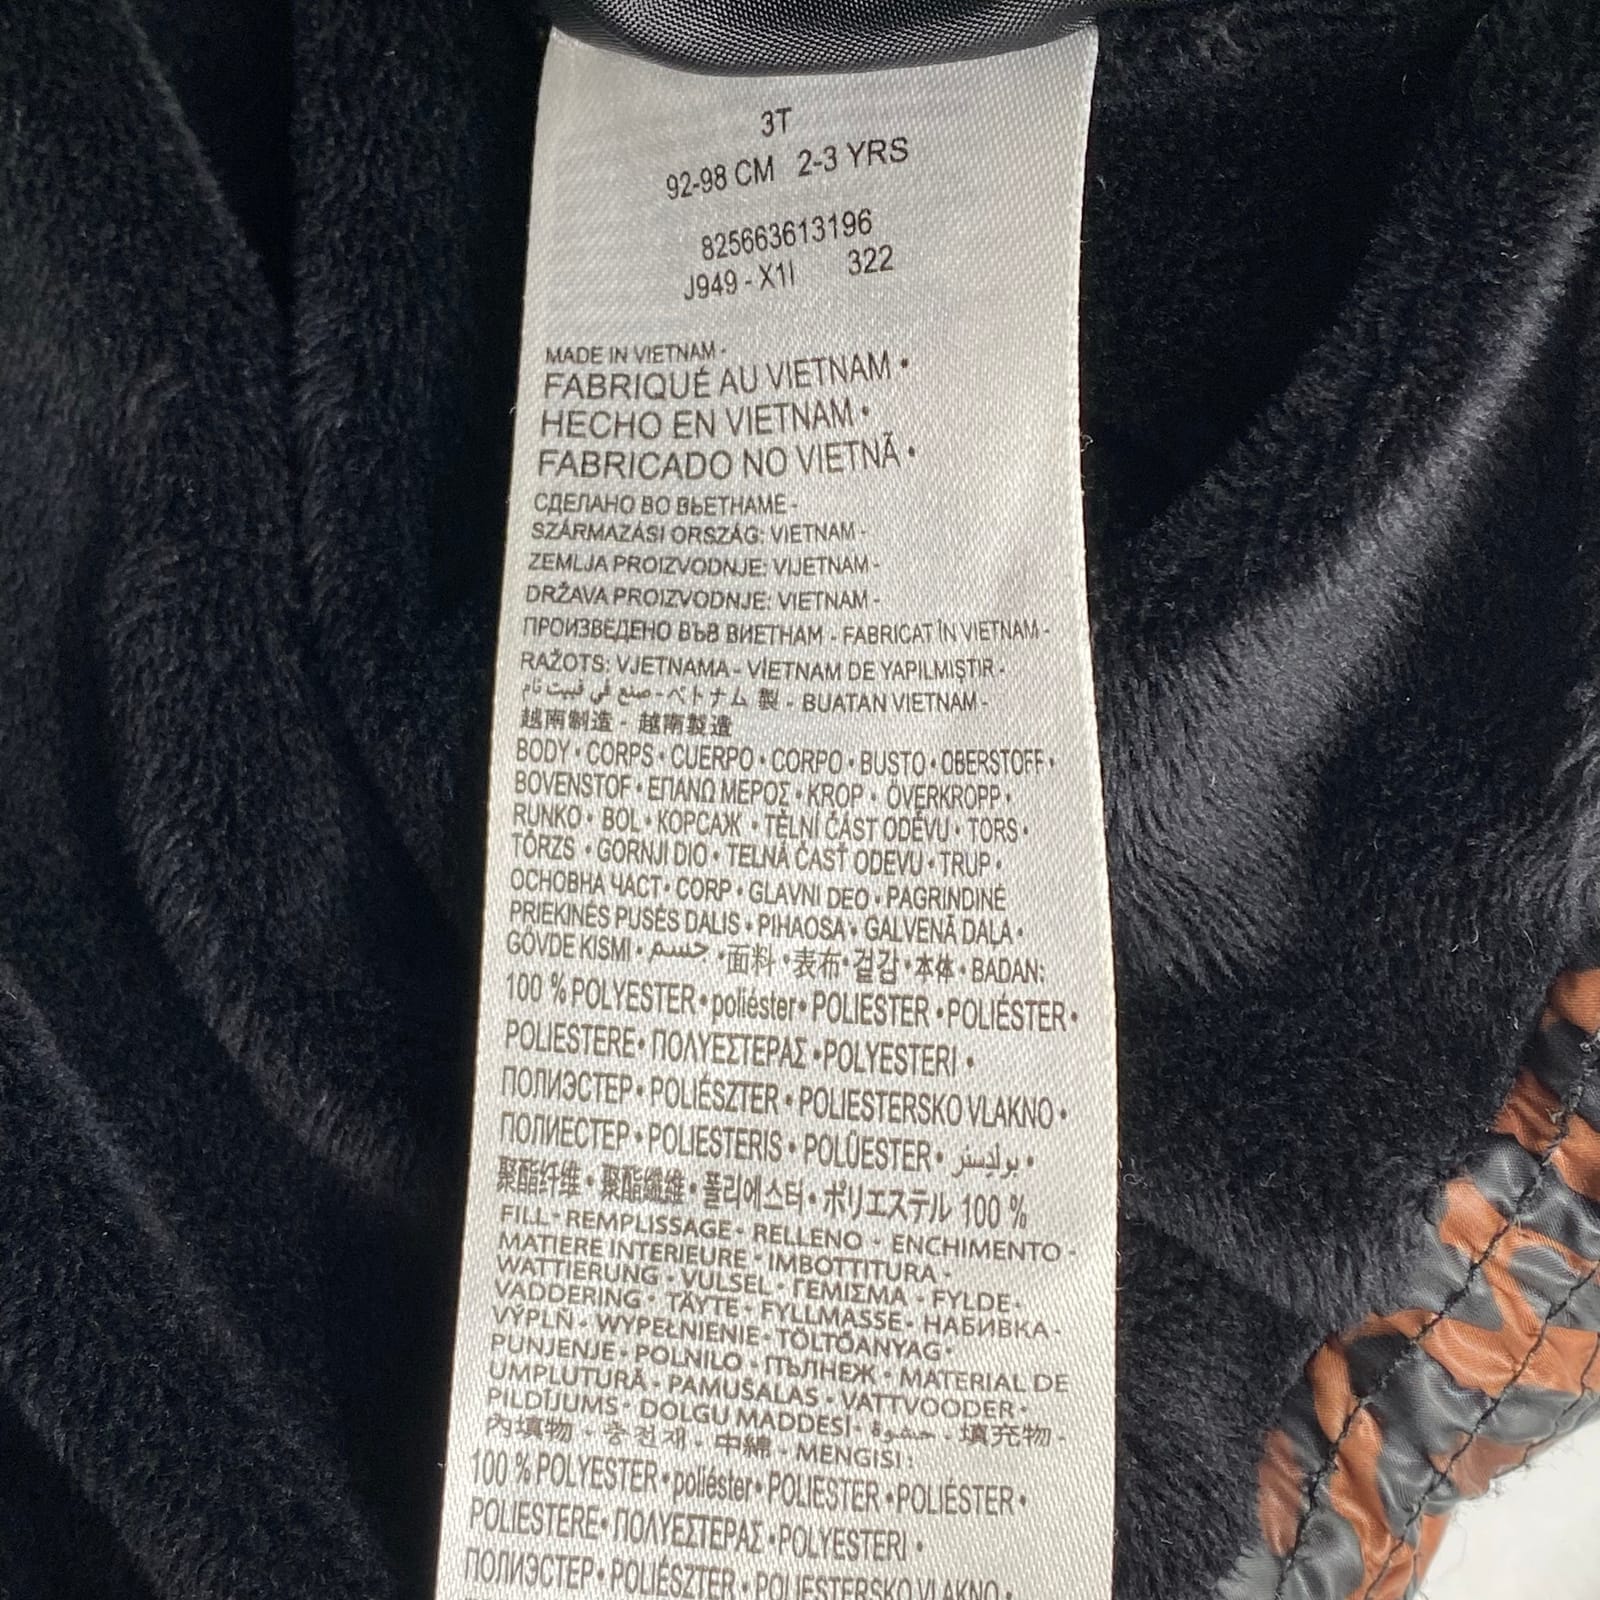 3T
92-98 CM 2-3 YRS
825663613196
J949 - X1I 322
MADE IN VIETNAM -
FABRIQUÉ AU VIETNAM •
HECHO EN VIETNAM •
FABRICADO NO VIETNÃ •
СДЕЛАНО ВО ВЬЕТНАМЕ -
SZÁRMAZÁSI ORSZÁG: VIETNAM -
ZEMLJA PROIZVODNJE: VIJETNAM -
DRŽAVA PROIZVODNJE: VIETNAM -
ПРОИЗВЕДЕНО ВЪВ ВИЕТНАМ - FABRICAT ÎN VIETNAM -
RAŽOTS: VJETNAMA - VİETNAM DE YAPILMIŞTIR -
صنع في فييت نام - ベトナム 製 - BUATAN VIETNAM -
越南制造 - 越南製造
BODY • CORPS • CUERPO • CORPO • BUSTO • OBERSTOFF •
BOVENSTOF • ΕΠΑΝΩ ΜΕΡΟΣ • KROP • ÖVERKROPP •
RUNKO • BOL • КОРСАЖ • TĚLNÍ ČÁST ODĚVU • TORS •
TÖRZS • GORNJI DIO • TELNÁ ČASŤ ODEVU • TRUP •
ОСНОВНА ЧАСТ • CORP • GLAVNI DEO • PAGRINDINĖ
PRIEKINĖS PUSĖS DALIS • PIHAOSA • GALVENĀ DAĻA •
GÖVDE KISMI • جسم • 面料 • 表布 • 겉감 • 本体 • BADAN:
100 % POLYESTER • poliéster • POLIESTER • POLIÉSTER •
POLIESTERE • ΠΟΛΥΕΣΤΕΡΑΣ • POLYESTERI •
ПОЛИЭСТЕР • POLIÉSZTER • POLIESTERSKO VLAKNO •
ПОЛИЕСТЕР • POLIESTERIS • POLÜESTER • بوليستر •
聚酯纤维 • 聚酯纖維 • 폴리에스터 • ポリエステル 100 %
FILL - REMPLISSAGE - RELLENO - ENCHIMENTO -
MATIERE INTERIEURE - IMBOTTITURA -
WATTIERUNG - VULSEL - ΓΕΜΙΣΜΑ - FYLDE -
VADDERING - TÄYTE - FYLLMASSE - НАБИВКА -
VÝPLŇ - WYPEŁNIENIE - TÖLTŐANYAG -
PUNJENJE - POLNILO - ПЪЛНЕЖ - MATERIAL DE
UMPLUTURĂ - PAMUŠALAS - VATTVOODER -
PILDĪJUMS - DOLGU MADDESİ - حشوة - 填充物 -
內填物 - 충전재 - 中綿 - MENGISI :
100 % POLYESTER • poliéster • POLIESTER • POLIÉSTER •
POLIESTERE • ΠΟΛΥΕΣΤΕΡΑΣ • POLYESTERI •
ПОЛИЭСТЕР • POLIÉSZTER • POLIESTERSKO VLAKNO •